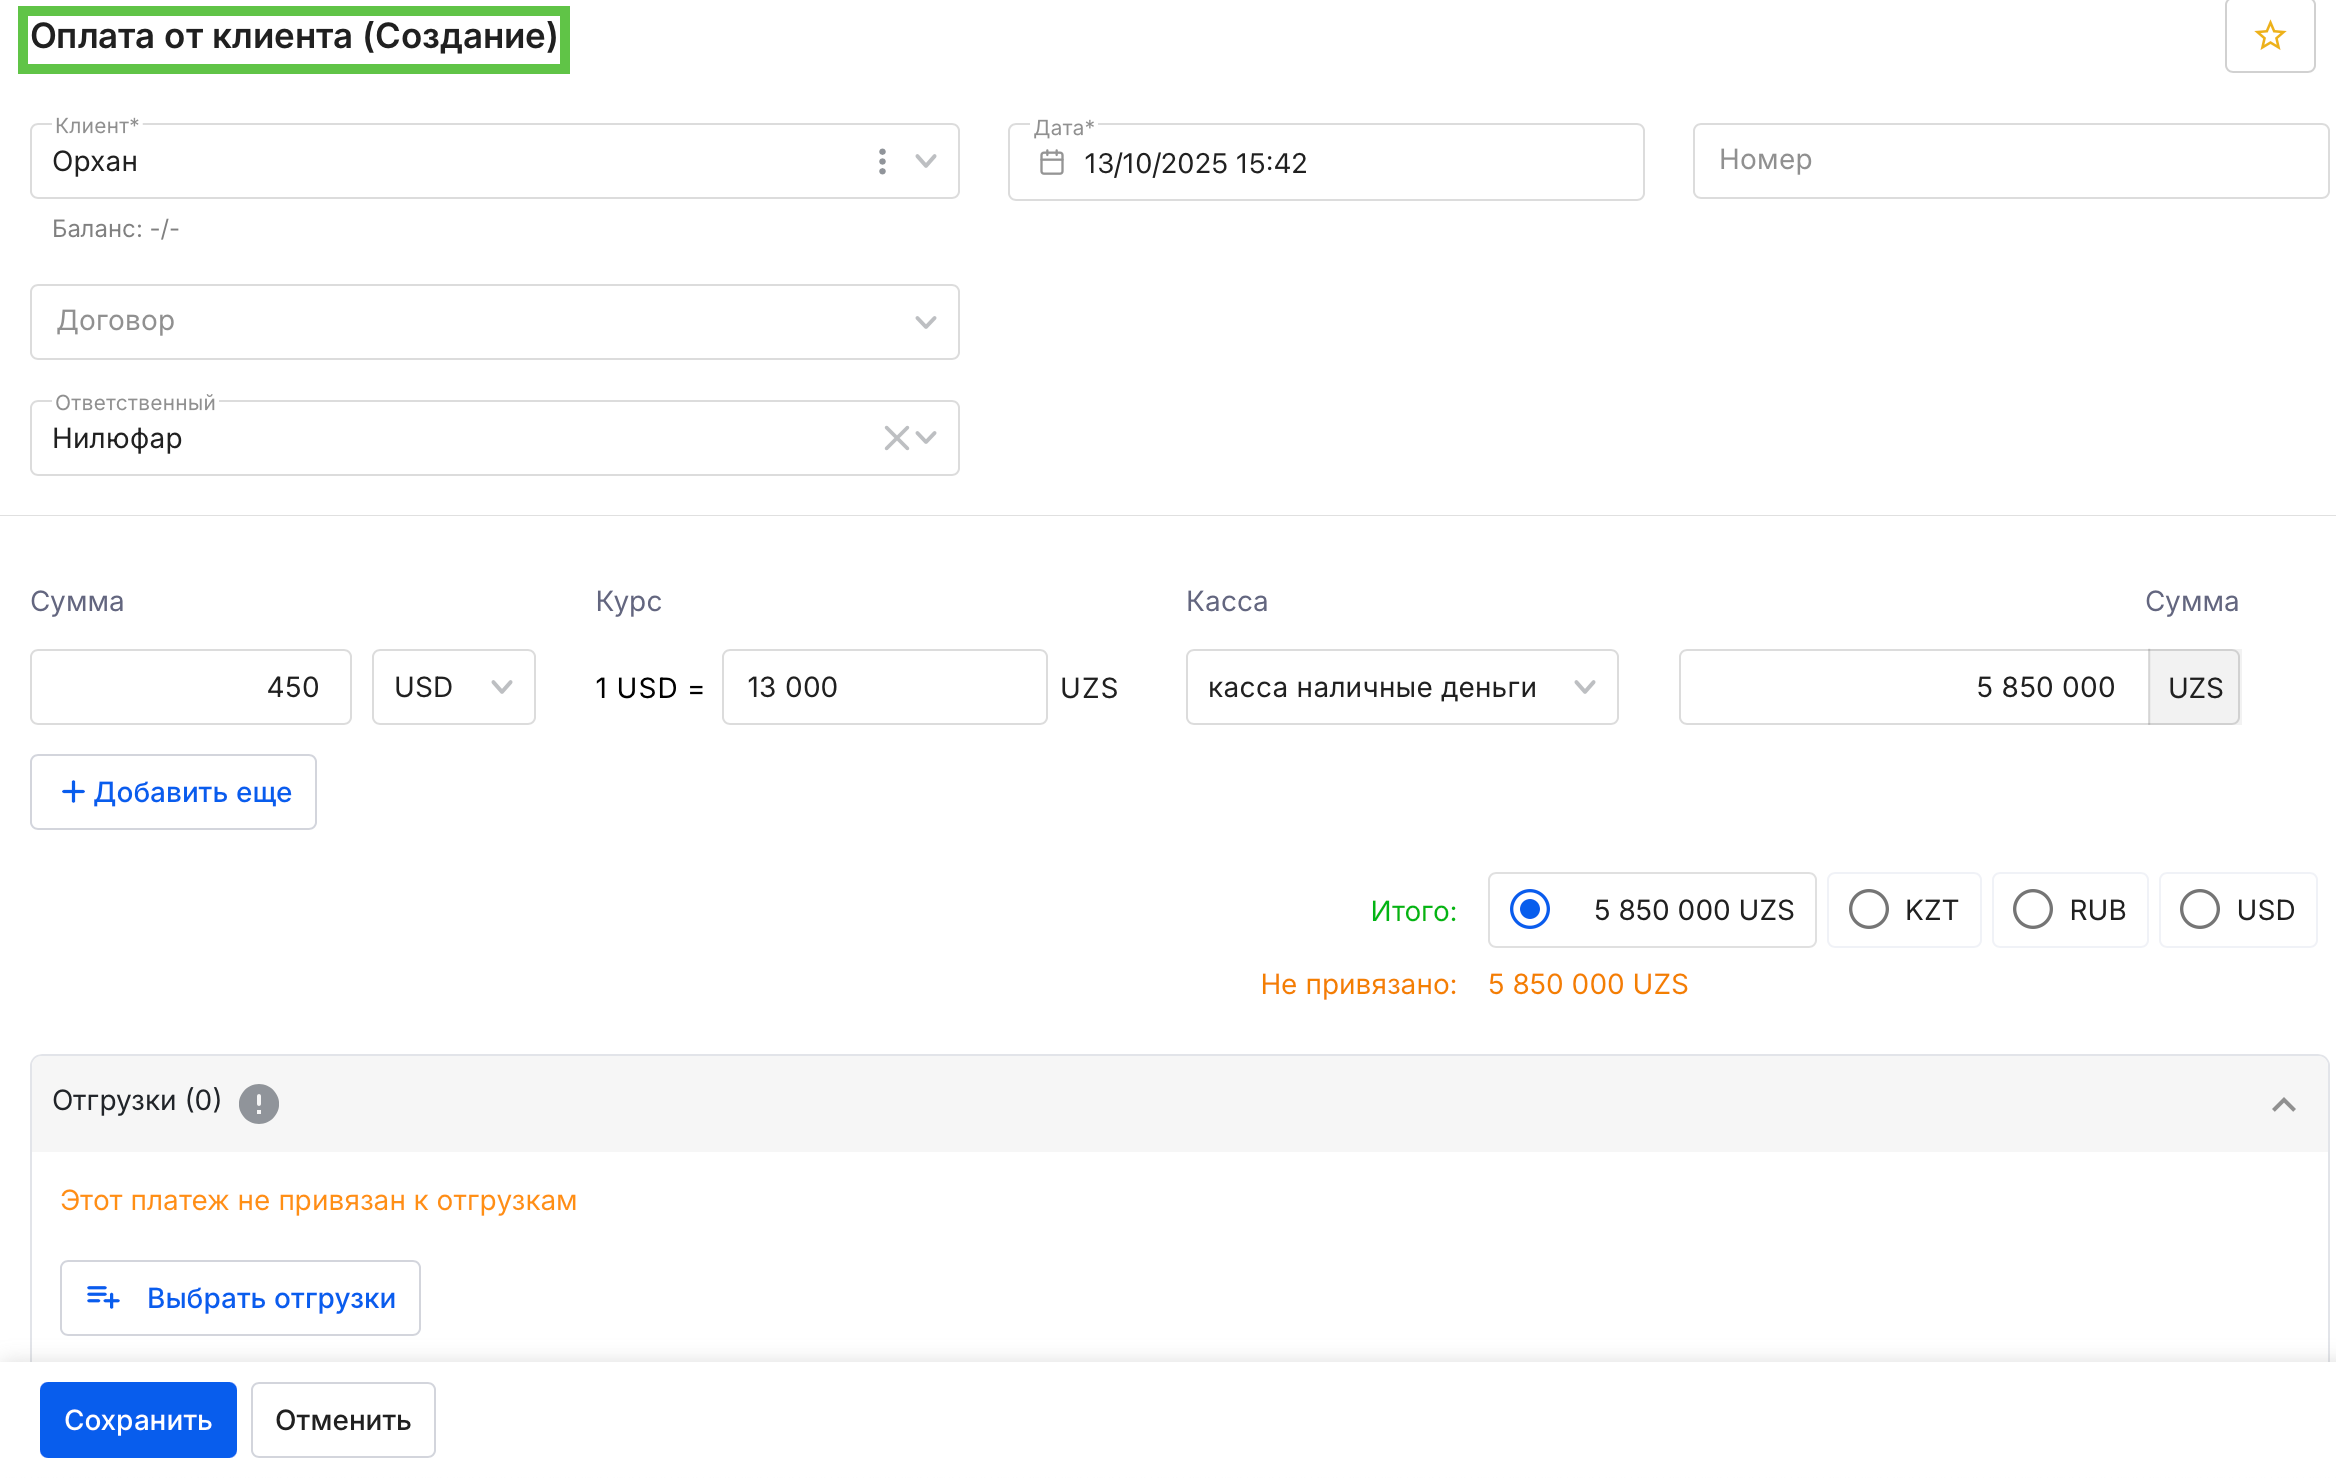 Оплата от клиента (Создание)
Клиент*
Орхан
Баланс: -/-
Дата*
13/10/2025 15:42
Номер
Договор
Ответственный
Нилюфар
Сумма Курс Касса Сумма
450 USD 1 USD = 13 000 UZS касса наличные деньги 5 850 000 UZS
+ Добавить еще
Итого: 5 850 000 UZS KZT RUB USD
Не привязано: 5 850 000 UZS
Отгрузки (0) !
Этот платеж не привязан к отгрузкам
Выбрать отгрузки
Сохранить Отменить